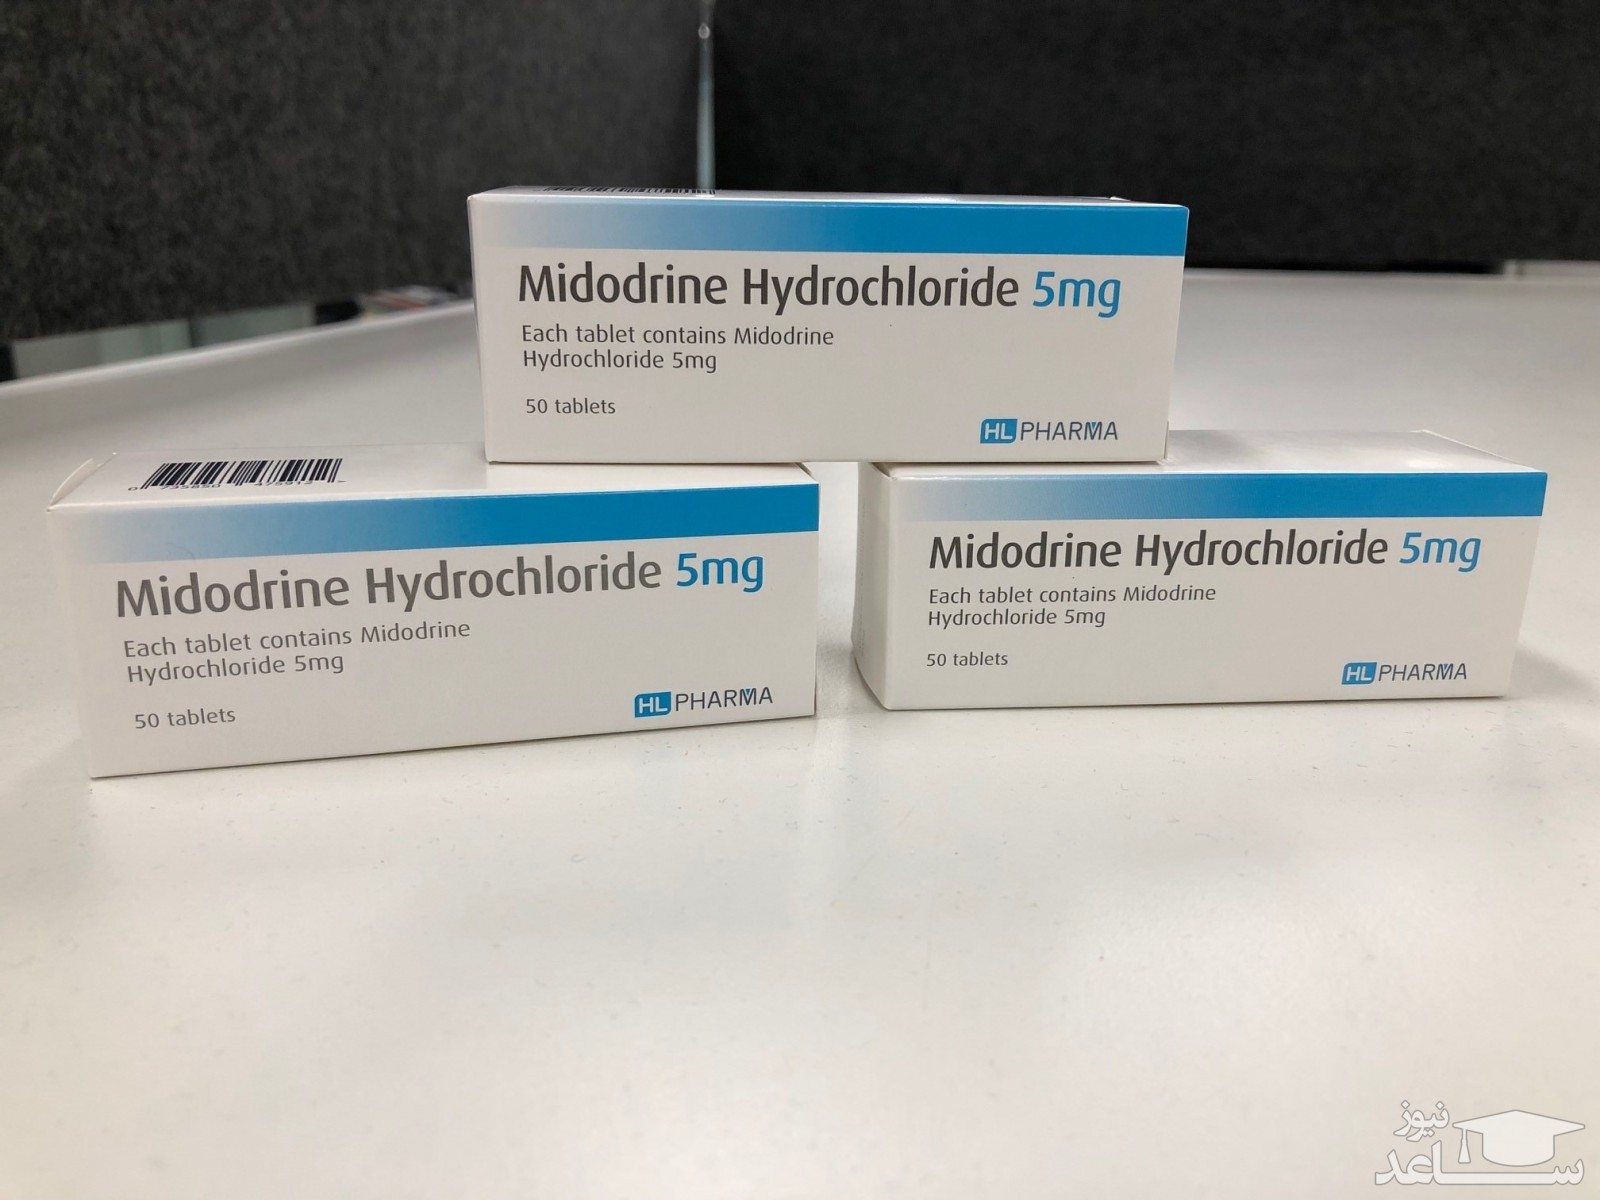 Midodrine Hydrochloride 5mg
Each tablet contains Midodrine
Hydrochloride 5mg
50 tablets
HL PHARMA
Midodrine Hydrochloride 5mg
Each tablet contains Midodrine
Hydrochloride 5mg
50 tablets
HL PHARMA
Midodrine Hydrochloride 5mg
Each tablet contains Midodrine
Hydrochloride 5mg
50 tablets
HL PHARMA
نیوز
ســاعد